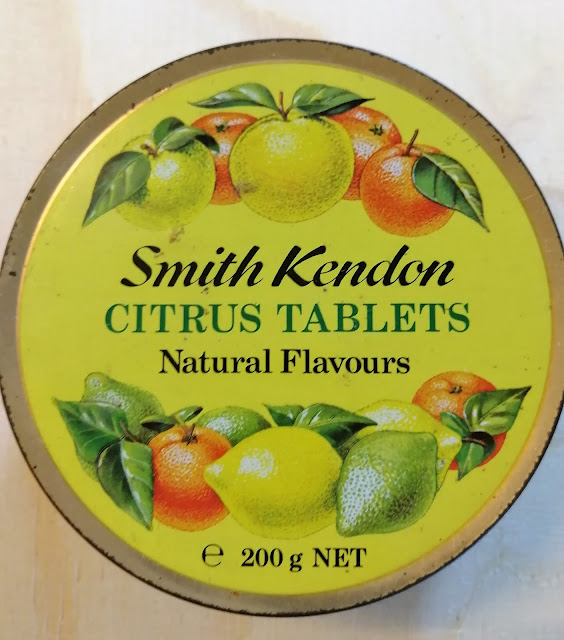 Smith Kendon
CITRUS TABLETS
Natural Flavours
℮ 200 g NET